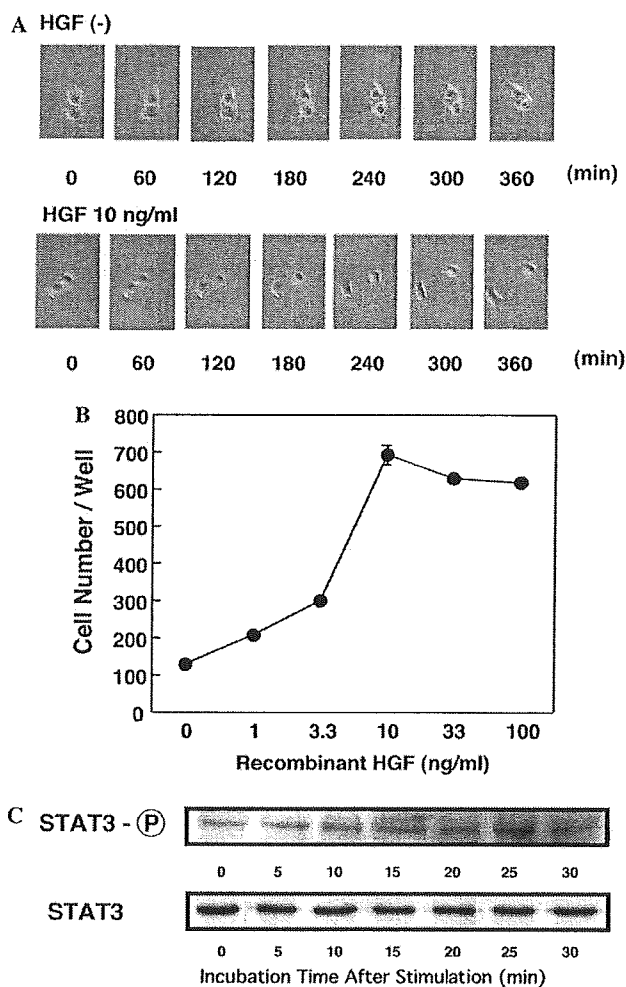 A HGF (-)
0 60 120 180 240 300 360 (min)
HGF 10 ng/ml
0 60 120 180 240 300 360 (min)
B
800
700
600
500
400
300
200
100
0
Cell Number / Well
0 1 3.3 10 33 100
Recombinant HGF (ng/ml)
C STAT3 - Ⓟ
0 5 10 15 20 25 30
STAT3
0 5 10 15 20 25 30
Incubation Time After Stimulation (min)